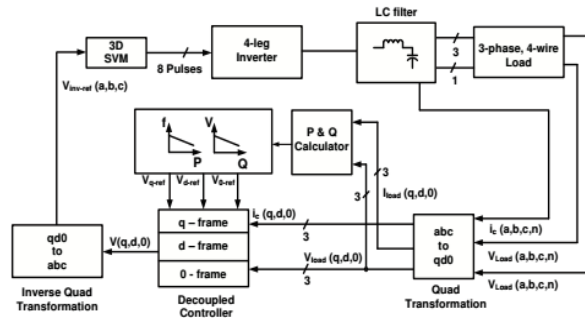 LC filter
3D
SVM
8 Pulses
4-leg
Inverter
3
1
3-phase, 4-wire
Load
Vinv-ref (a,b,c)
f
P
V
Q
P & Q
Calculator
3
3
Iload (q,d,0)
Vq-ref
Vd-ref
V0-ref
ic (q,d,0)
3
q – frame
d – frame
0 - frame
V(q,d,0)
Vload (q,d,0)
3
qd0
to
abc
abc
to
qd0
ic (a,b,c,n)
VLoad (a,b,c,n)
VLoad (a,b,c,n)
Inverse Quad
Transformation
Decoupled
Controller
Quad
Transformation